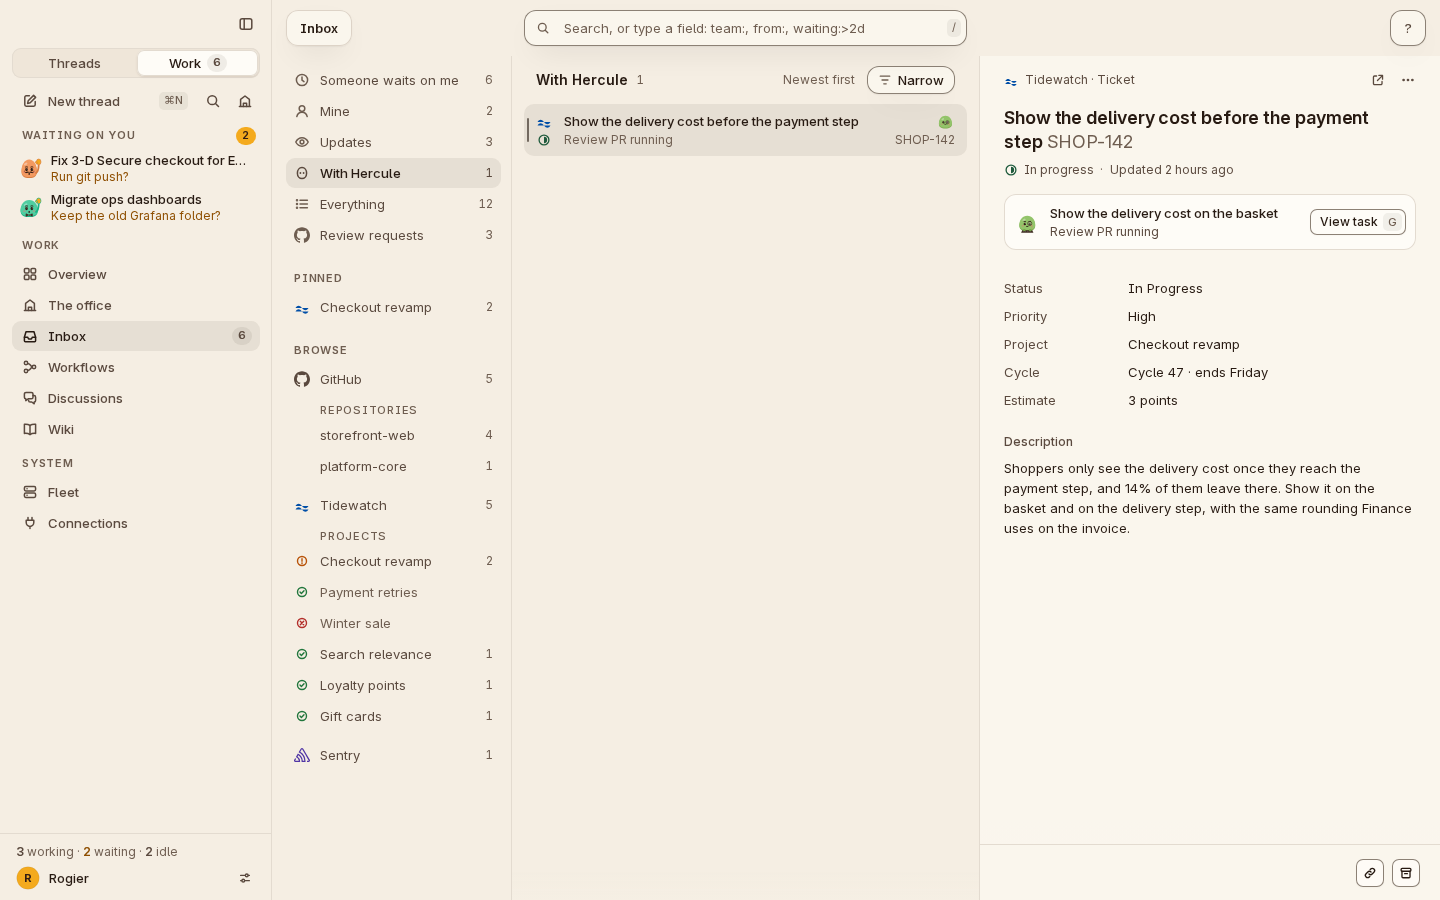 Threads
Work 6
New thread ⌘N
WAITING ON YOU 2
Fix 3-D Secure checkout for E…
Run git push?
Migrate ops dashboards
Keep the old Grafana folder?
WORK
Overview
The office
Inbox 6
Workflows
Discussions
Wiki
SYSTEM
Fleet
Connections
3 working · 2 waiting · 2 idle
R Rogier
Inbox
Someone waits on me 6
Mine 2
Updates 3
With Hercule 1
Everything 12
Review requests 3
PINNED
Checkout revamp 2
BROWSE
GitHub 5
REPOSITORIES
storefront-web 4
platform-core 1
Tidewatch 5
PROJECTS
Checkout revamp 2
Payment retries
Winter sale
Search relevance 1
Loyalty points 1
Gift cards 1
Sentry 1
Search, or type a field: team:, from:, waiting:>2d /
With Hercule 1
Newest first
Narrow
Show the delivery cost before the payment step
Review PR running SHOP-142
?
Tidewatch · Ticket
Show the delivery cost before the payment
step SHOP-142
In progress · Updated 2 hours ago
Show the delivery cost on the basket
Review PR running
View task G
Status In Progress
Priority High
Project Checkout revamp
Cycle Cycle 47 · ends Friday
Estimate 3 points
Description
Shoppers only see the delivery cost once they reach the
payment step, and 14% of them leave there. Show it on the
basket and on the delivery step, with the same rounding Finance
uses on the invoice.